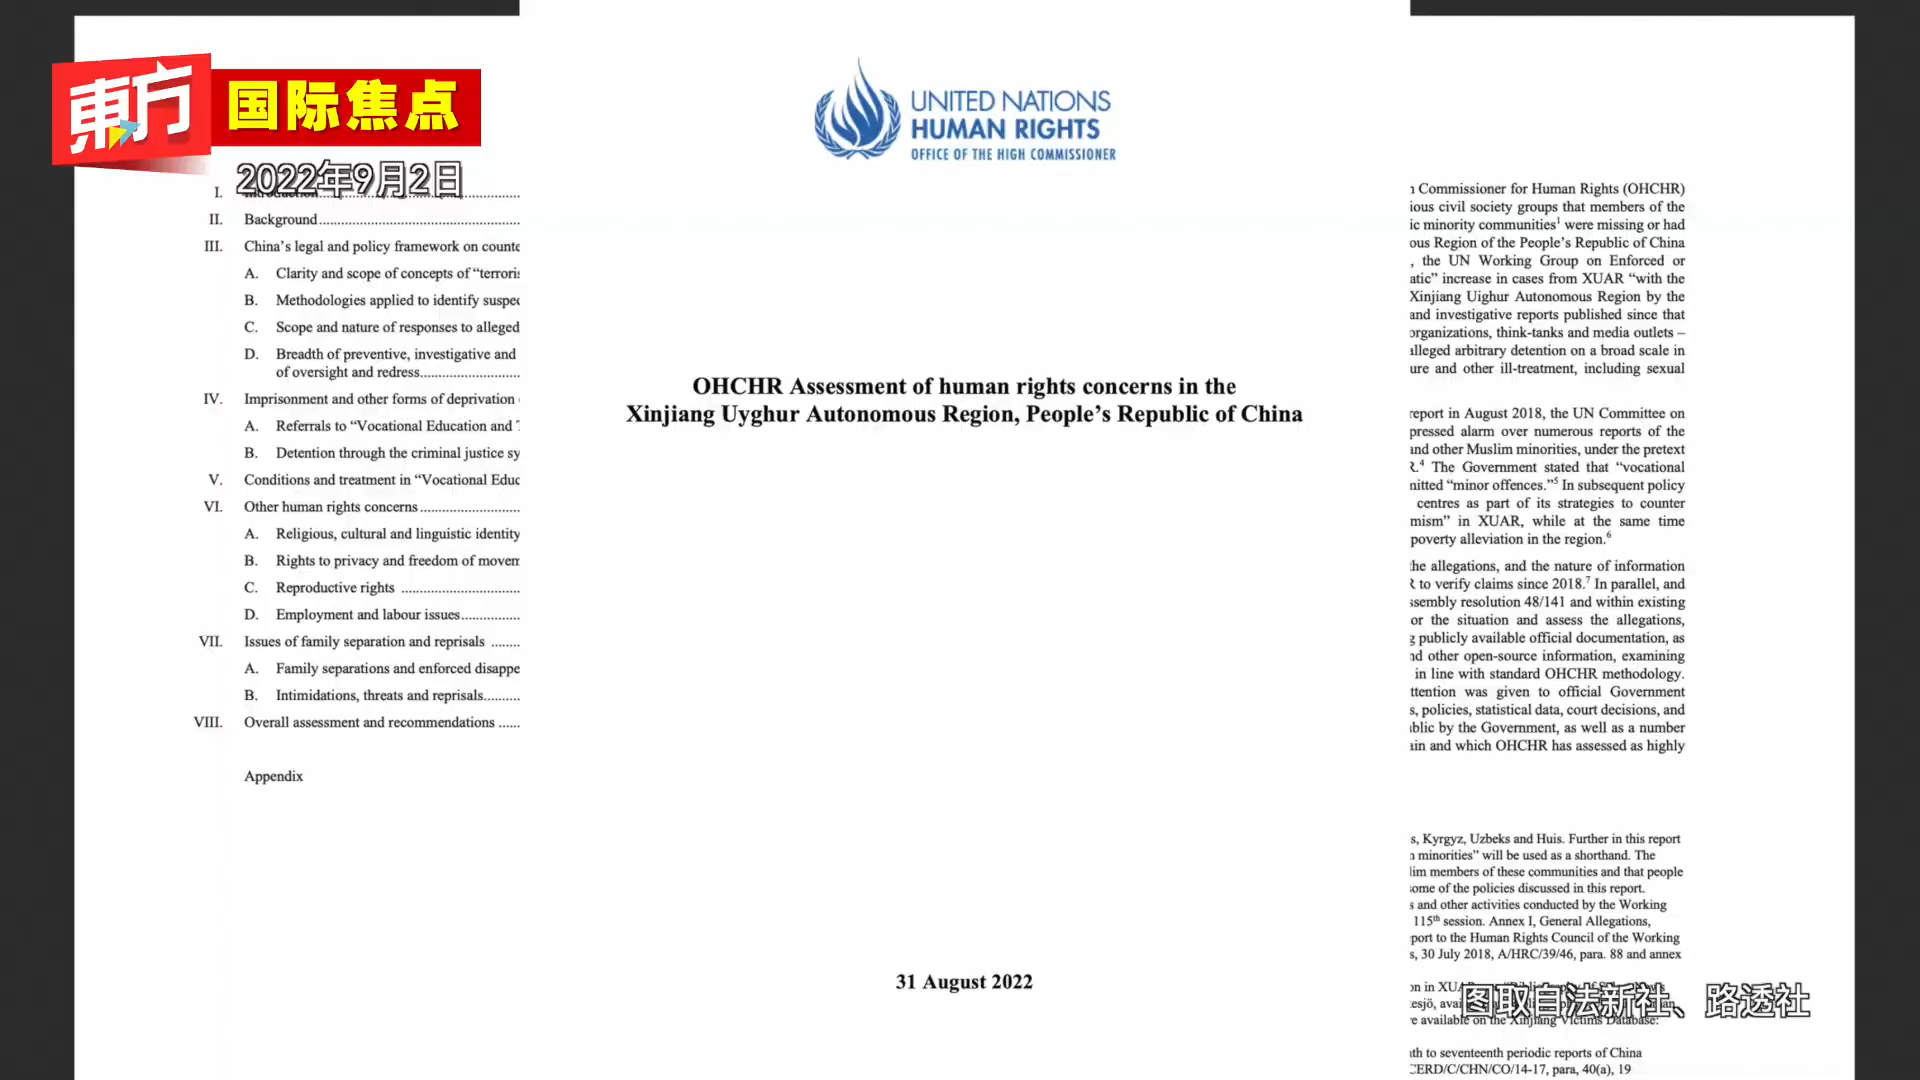 東方
国际焦点
2022年9月2日
UNITED NATIONS
HUMAN RIGHTS
OFFICE OF THE HIGH COMMISSIONER
OHCHR Assessment of human rights concerns in the
Xinjiang Uyghur Autonomous Region, People's Republic of China
31 August 2022
I. Introduction
II. Background
III. China's legal and policy framework on counte
A. Clarity and scope of concepts of "terroris
B. Methodologies applied to identify suspec
C. Scope and nature of responses to alleged
D. Breadth of preventive, investigative and
of oversight and redress
IV. Imprisonment and other forms of deprivation
A. Referrals to "Vocational Education and T
B. Detention through the criminal justice sy
V. Conditions and treatment in "Vocational Educ
VI. Other human rights concerns
A. Religious, cultural and linguistic identity
B. Rights to privacy and freedom of movem
C. Reproductive rights
D. Employment and labour issues
VII. Issues of family separation and reprisals
A. Family separations and enforced disappe
B. Intimidations, threats and reprisals
VIII. Overall assessment and recommendations
Appendix
Commissioner for Human Rights (OHCHR)
ious civil society groups that members of the
ic minority communities¹ were missing or had
ous Region of the People's Republic of China
, the UN Working Group on Enforced or
atic" increase in cases from XUAR "with the
Xinjiang Uighur Autonomous Region by the
and investigative reports published since that
organizations, think-tanks and media outlets –
alleged arbitrary detention on a broad scale in
ure and other ill-treatment, including sexual
report in August 2018, the UN Committee on
pressed alarm over numerous reports of the
and other Muslim minorities, under the pretext
R.⁴ The Government stated that "vocational
nitted "minor offences."⁵ In subsequent policy
centres as part of its strategies to counter
mism" in XUAR, while at the same time
poverty alleviation in the region.⁶
the allegations, and the nature of information
R to verify claims since 2018.⁷ In parallel, and
ssembly resolution 48/141 and within existing
or the situation and assess the allegations,
g publicly available official documentation, as
nd other open-source information, examining
in line with standard OHCHR methodology.
ttention was given to official Government
s, policies, statistical data, court decisions, and
ublic by the Government, as well as a number
ain and which OHCHR has assessed as highly
s, Kyrgyz, Uzbeks and Huis. Further in this report
n minorities" will be used as a shorthand. The
lim members of these communities and that people
some of the policies discussed in this report.
s and other activities conducted by the Working
115th session. Annex I, General Allegations,
port to the Human Rights Council of the Working
s, 30 July 2018, A/HRC/39/46, para. 88 and annex
on in XUAR
e available on the Xinjiang Victims Database:
th to seventeenth periodic reports of China
CERD/C/CHN/CO/14-17, para, 40(a), 19
图取自法新社、路透社